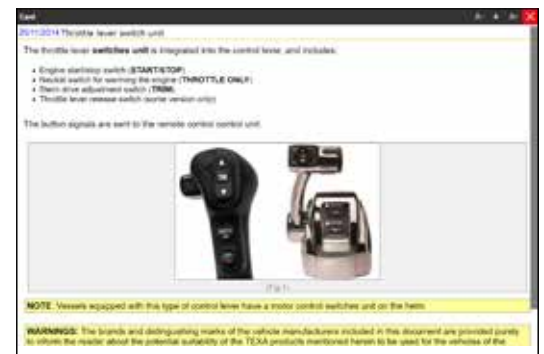 Card
20/11/2014 Throttle lever switch unit
The throttle lever switches unit is integrated into the control lever, and includes:
Engine start/stop switch (START/STOP)
Neutral switch for warming the engine (THROTTLE ONLY)
Stern drive adjustment switch (TRIM)
Throttle lever release switch (some version only)
The button signals are sent to the remote control control unit.
(Fig.1)
NOTE: Vessels equipped with this type of control lever have a motor control switches unit on the helm.
WARNINGS: The brands and distinguishing marks of the vehicle manufacturers included in this document are provided purely
to inform the reader about the potential suitability of the TEXA products mentioned herein to be used for the vehicles of the